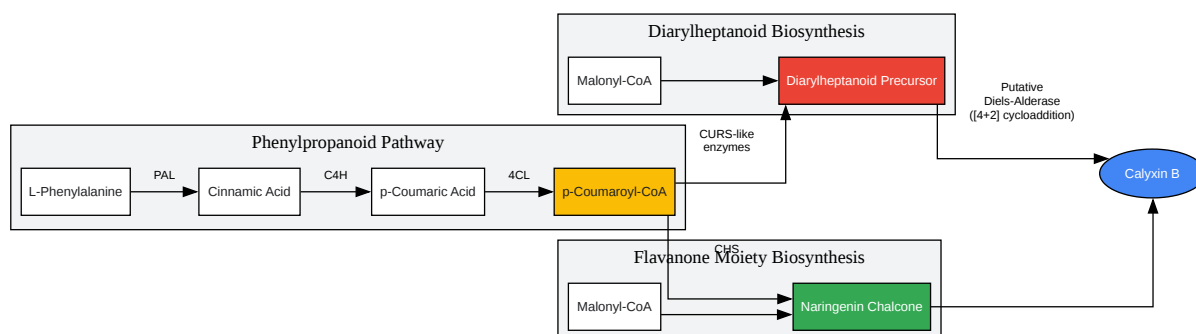 Diarylheptanoid Biosynthesis
Malonyl-CoA
Diarylheptanoid Precursor
Putative
Diels-Alderase
([4+2] cycloaddition)
Phenylpropanoid Pathway
CURS-like
enzymes
L-Phenylalanine
PAL
Cinnamic Acid
C4H
p-Coumaric Acid
4CL
p-Coumaroyl-CoA
Calyxin B
CHS
Flavanone Moiety Biosynthesis
Malonyl-CoA
Naringenin Chalcone